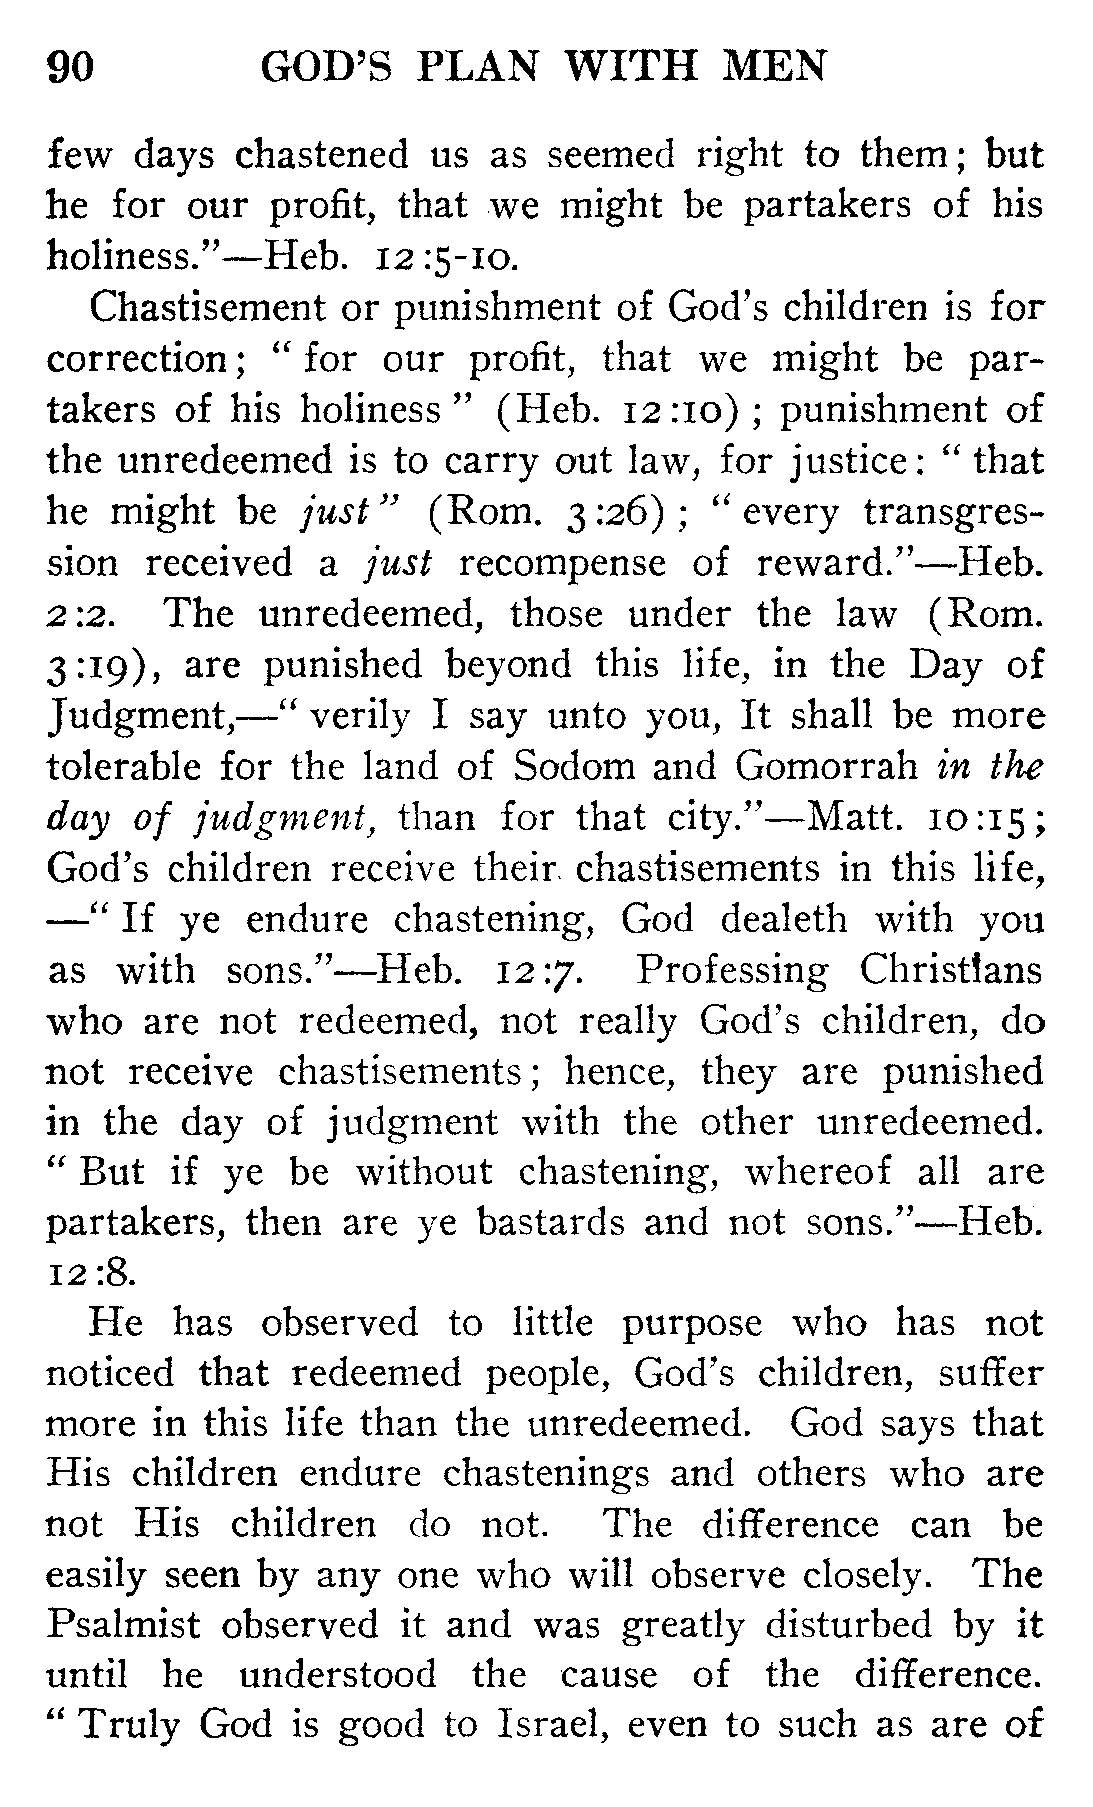 90 GOD'S PLAN WITH MEN
few days chastened us as seemed right to them; but
he for our profit, that we might be partakers of his
holiness."—Heb. 12:5-10.
Chastisement or punishment of God's children is for
correction; "for our profit, that we might be par-
takers of his holiness" (Heb. 12:10); punishment of
the unredeemed is to carry out law, for justice: "that
he might be just" (Rom. 3:26); "every transgres-
sion received a just recompense of reward."—Heb.
2:2. The unredeemed, those under the law (Rom.
3:19), are punished beyond this life, in the Day of
Judgment,—"verily I say unto you, It shall be more
tolerable for the land of Sodom and Gomorrah in the
day of judgment, than for that city."—Matt. 10:15;
God's children receive their chastisements in this life,
—"If ye endure chastening, God dealeth with you
as with sons."—Heb. 12:7. Professing Christians
who are not redeemed, not really God's children, do
not receive chastisements; hence, they are punished
in the day of judgment with the other unredeemed.
"But if ye be without chastening, whereof all are
partakers, then are ye bastards and not sons."—Heb.
12:8.
He has observed to little purpose who has not
noticed that redeemed people, God's children, suffer
more in this life than the unredeemed. God says that
His children endure chastenings and others who are
not His children do not. The difference can be
easily seen by any one who will observe closely. The
Psalmist observed it and was greatly disturbed by it
until he understood the cause of the difference.
"Truly God is good to Israel, even to such as are of